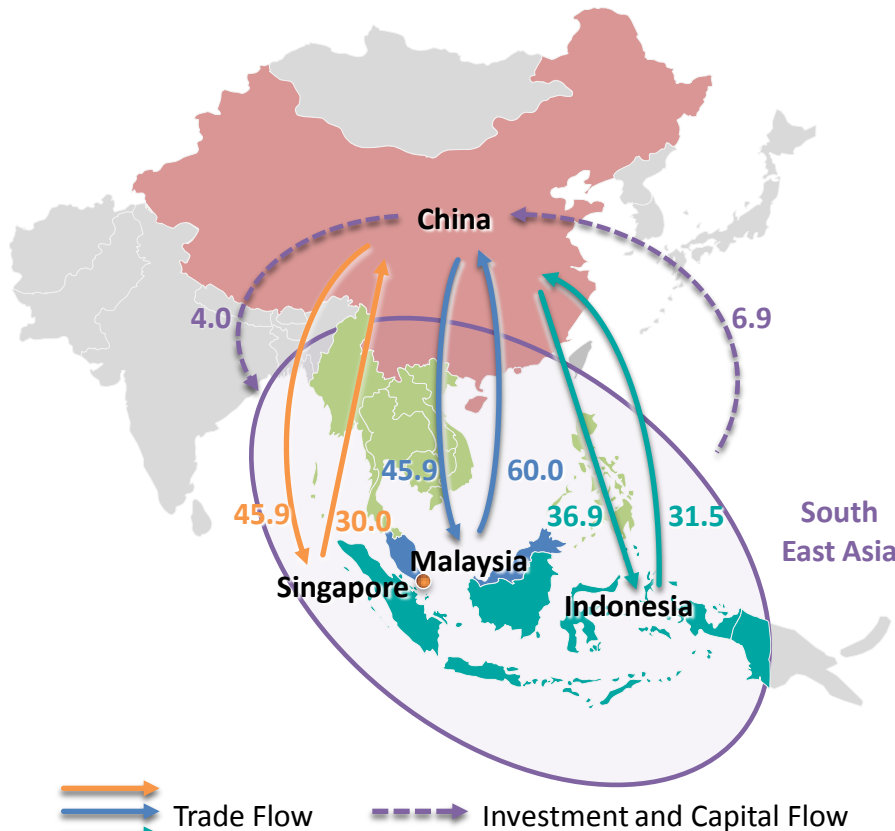 China
4.0
6.9
45.9
60.0
45.9
30.0
36.9
31.5
South
East Asia
Malaysia
Singapore
Indonesia
Trade Flow
Investment and Capital Flow